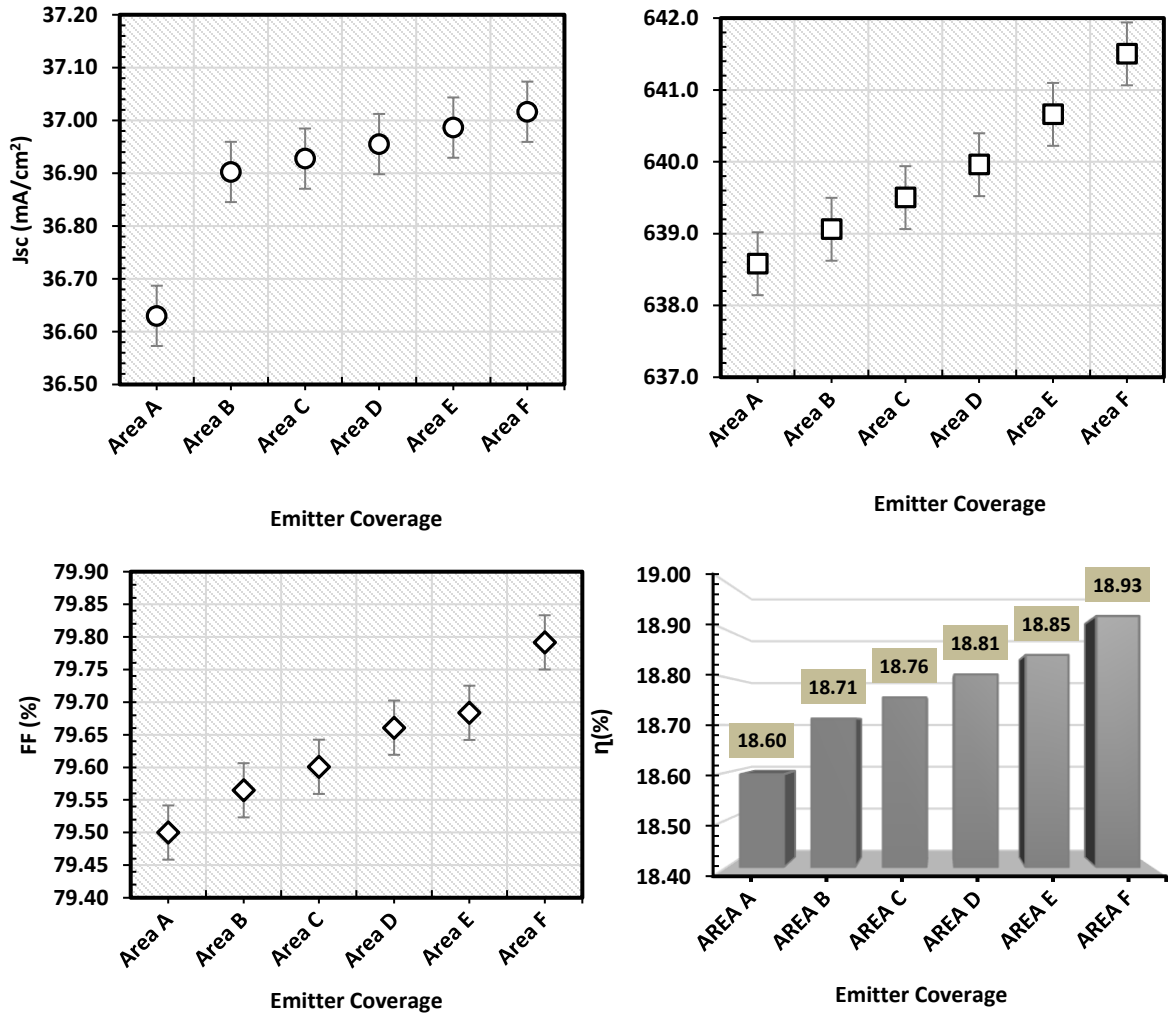 37.20
37.10
37.00
36.90
36.80
36.70
36.60
36.50
Jsc (mA/cm²)
Area A
Area B
Area C
Area D
Area E
Area F
Emitter Coverage
642.0
641.0
640.0
639.0
638.0
637.0
Area A
Area B
Area C
Area D
Area E
Area F
Emitter Coverage
79.90
79.85
79.80
79.75
79.70
79.65
79.60
79.55
79.50
79.45
79.40
FF (%)
Area A
Area B
Area C
Area D
Area E
Area F
Emitter Coverage
19.00
18.90
18.80
18.70
18.60
18.50
18.40
η(%)
18.60
18.71
18.76
18.81
18.85
18.93
AREA A
AREA B
AREA C
AREA D
AREA E
AREA F
Emitter Coverage